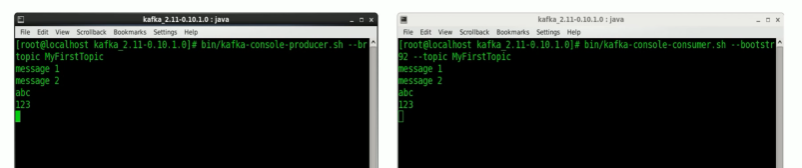 kafka_2.11-0.10.1.0 : java
File Edit View Scrollback Bookmarks Settings Help
[root@localhost kafka_2.11-0.10.1.0]# bin/kafka-console-producer.sh --br
topic MyFirstTopic
message 1
message 2
abc
123
kafka_2.11-0.10.1.0 : java
File Edit View Scrollback Bookmarks Settings Help
[root@localhost kafka_2.11-0.10.1.0]# bin/kafka-console-consumer.sh --bootstr
92 --topic MyFirstTopic
message 1
message 2
abc
123